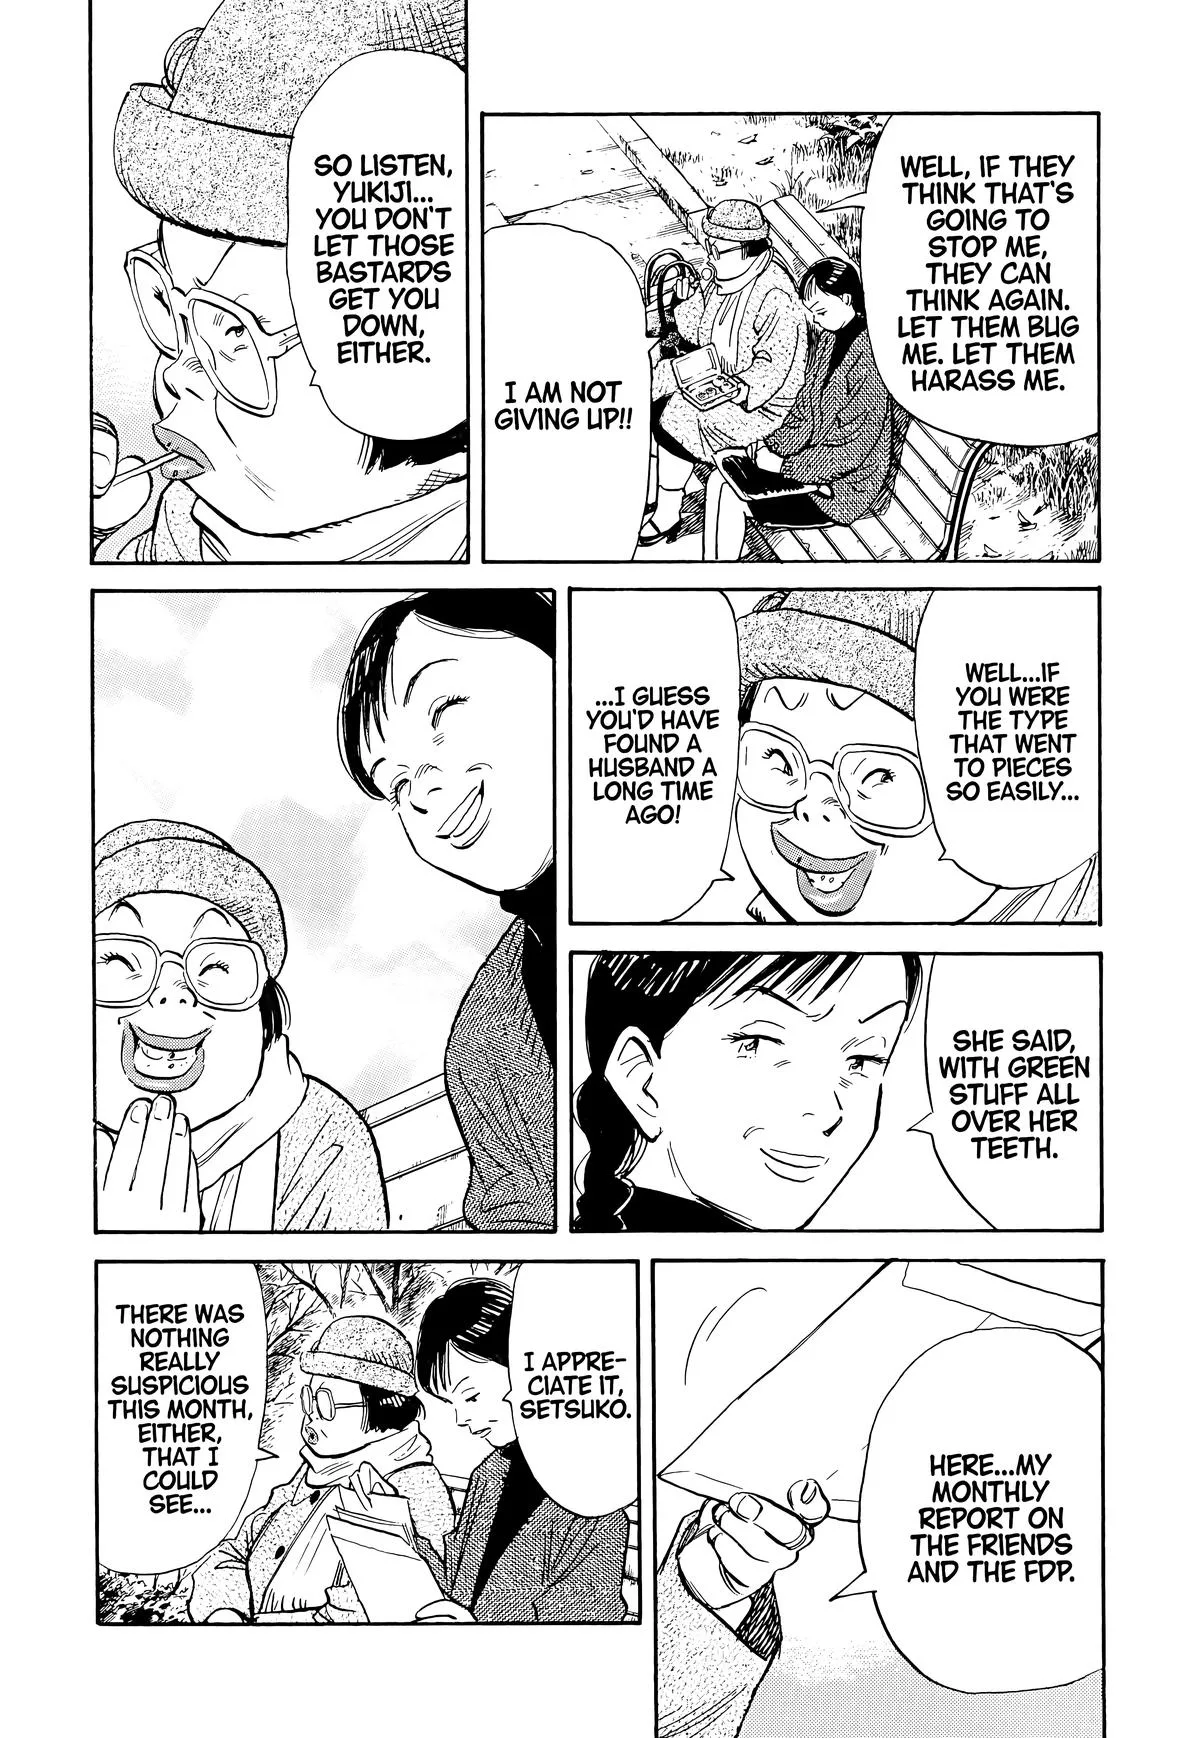 WELL, IF THEY
THINK THAT'S
GOING TO
STOP ME,
THEY CAN
THINK AGAIN.
LET THEM BUG
ME. LET THEM
HARASS ME.
I AM NOT
GIVING UP!!
SO LISTEN,
YUKIJI...
YOU DON'T
LET THOSE
BASTARDS
GET YOU
DOWN,
EITHER.
WELL...IF
YOU WERE
THE TYPE
THAT WENT
TO PIECES
SO EASILY...
...I GUESS
YOU'D HAVE
FOUND A
HUSBAND A
LONG TIME
AGO!
SHE SAID,
WITH GREEN
STUFF ALL
OVER HER
TEETH.
HERE...MY
MONTHLY
REPORT ON
THE FRIENDS
AND THE FDP.
I APPRE-
CIATE IT,
SETSUKO.
THERE WAS
NOTHING
REALLY
SUSPICIOUS
THIS MONTH,
EITHER,
THAT I
COULD
SEE...